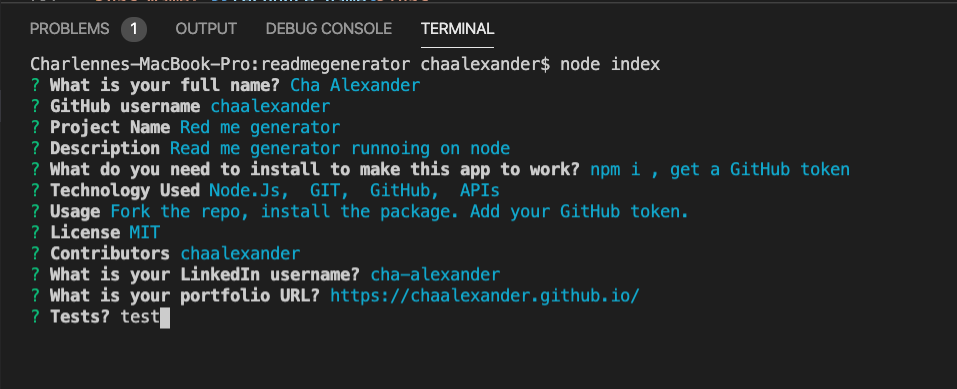 PROBLEMS 1 OUTPUT DEBUG CONSOLE TERMINAL
Charlennes-MacBook-Pro:readmegenerator chaalexander$ node index
? What is your full name? Cha Alexander
? GitHub username chaalexander
? Project Name Red me generator
? Description Read me generator runnoing on node
? What do you need to install to make this app to work? npm i , get a GitHub token
? Technology Used Node.Js,  GIT,  GitHub,  APIs
? Usage Fork the repo, install the package. Add your GitHub token.
? License MIT
? Contributors chaalexander
? What is your LinkedIn username? cha-alexander
? What is your portfolio URL? https://chaalexander.github.io/
? Tests? test